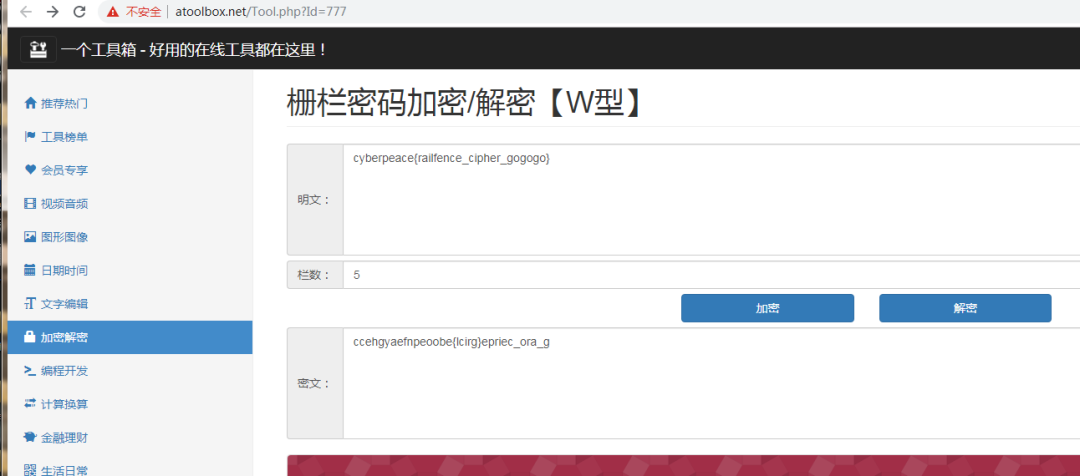 不安全 | atoolbox.net/Tool.php?Id=777
一个工具箱 - 好用的在线工具都在这里！
推荐热门
工具榜单
会员专享
视频音频
图形图像
日期时间
文字编辑
加密解密
编程开发
计算换算
金融理财
生活日常
栅栏密码加密/解密【W型】
明文：
cyberpeace{railfence_cipher_gogogo}
栏数：
5
加密
解密
密文：
ccehgyaefnpeoobe{lcirg}epriec_ora_g